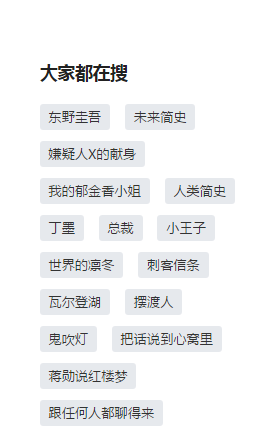 大家都在搜
东野圭吾 未来简史
嫌疑人X的献身
我的郁金香小姐 人类简史
丁墨 总裁 小王子
世界的凛冬 刺客信条
瓦尔登湖 摆渡人
鬼吹灯 把话说到心窝里
蒋勋说红楼梦
跟任何人都聊得来